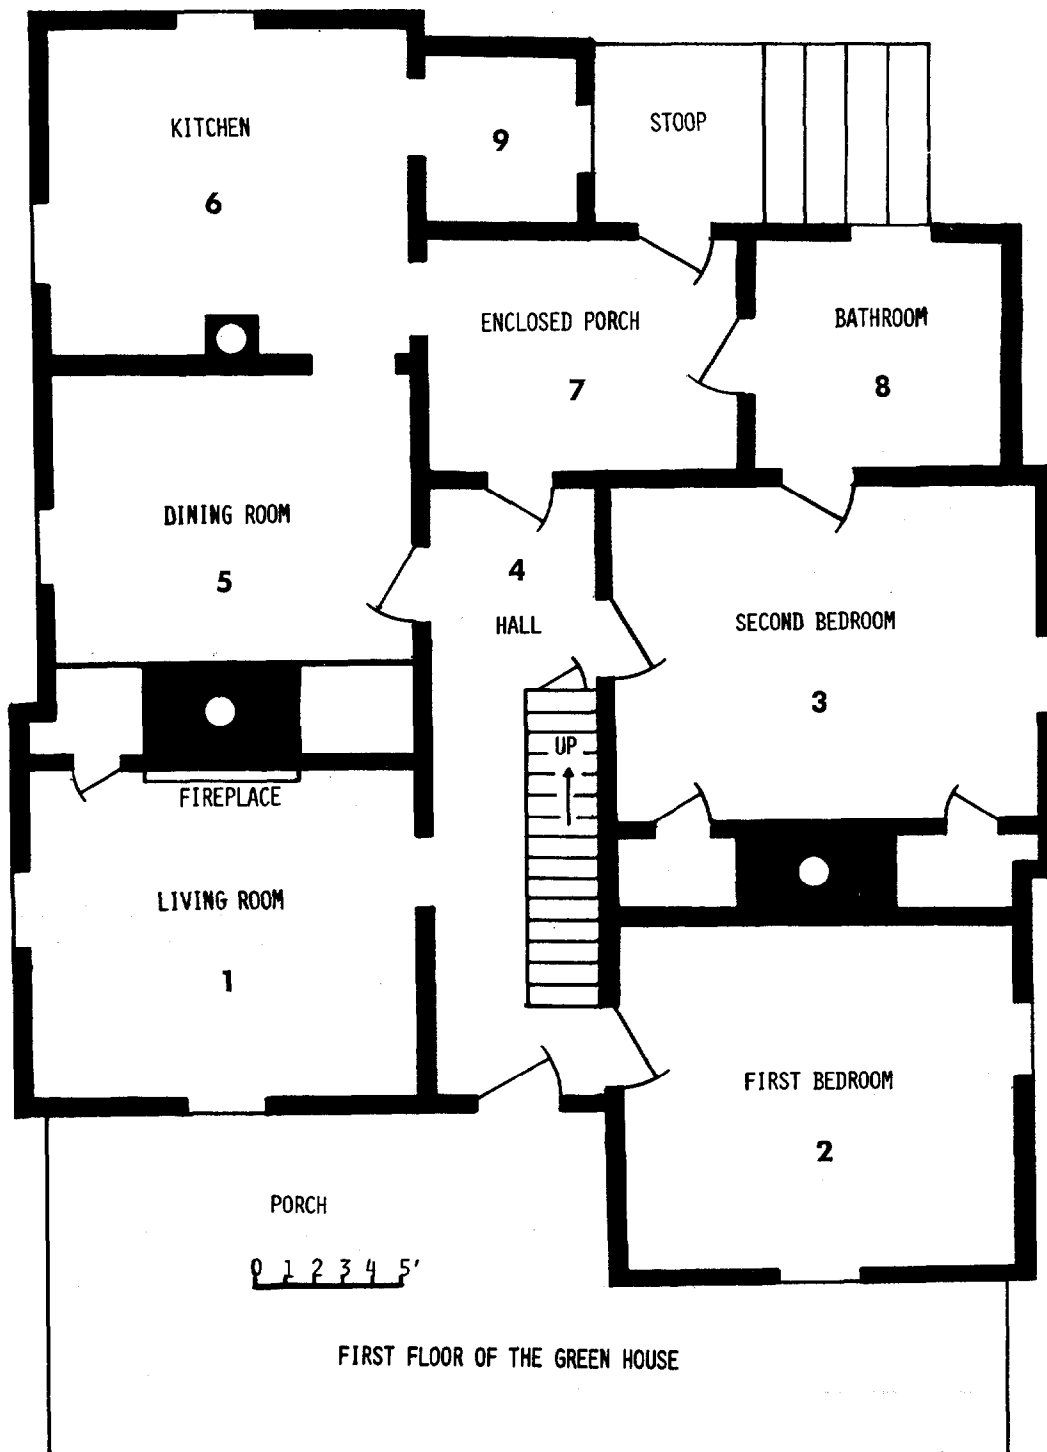 KITCHEN
6
9
STOOP
ENCLOSED PORCH
7
BATHROOM
8
DINING ROOM
5
4
HALL
SECOND BEDROOM
3
UP
FIREPLACE
LIVING ROOM
1
FIRST BEDROOM
2
PORCH
0 1 2 3 4 5'
FIRST FLOOR OF THE GREEN HOUSE